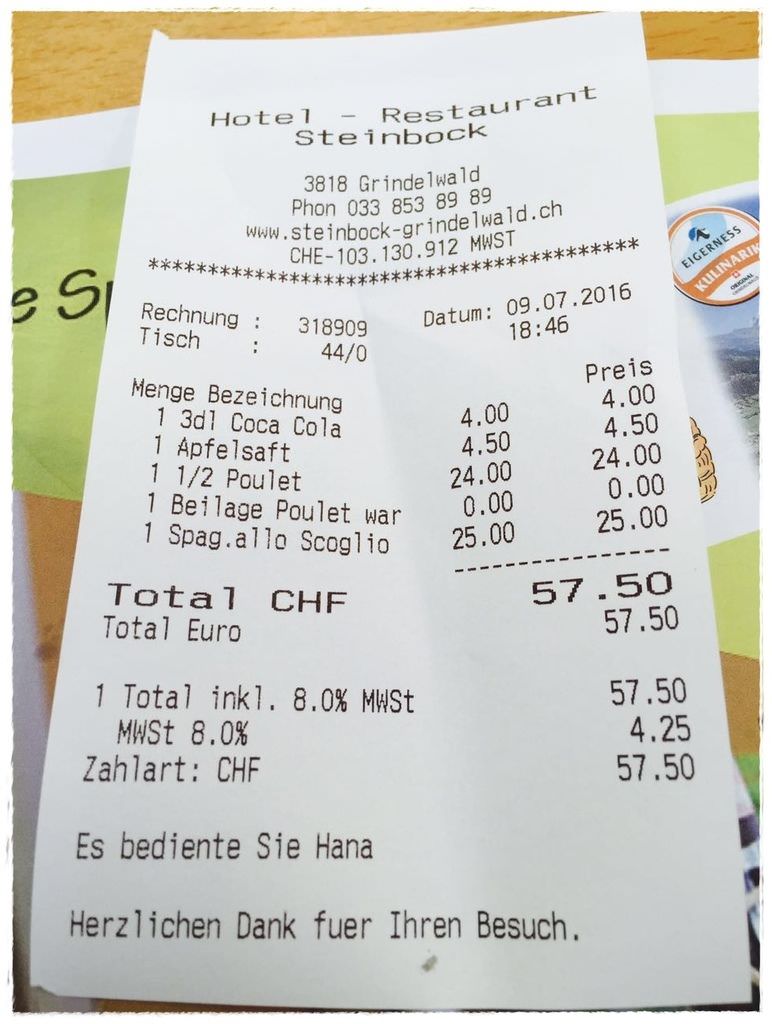 Hotel - Restaurant
Steinbock
3818 Grindelwald
Phon 033 853 89 89
www.steinbock-grindelwald.ch
CHE-103.130.912 MWST
*****************************************
Rechnung : 318909 Datum: 09.07.2016
Tisch : 44/0 18:46
Menge Bezeichnung Preis
1 3dl Coca Cola 4.00 4.00
1 Apfelsaft 4.50 4.50
1 1/2 Poulet 24.00 24.00
1 Beilage Poulet war 0.00 0.00
1 Spag.allo Scoglio 25.00 25.00
------------------
Total CHF 57.50
Total Euro 57.50
1 Total inkl. 8.0% MWSt 57.50
MWSt 8.0% 4.25
Zahlart: CHF 57.50
Es bediente Sie Hana
Herzlichen Dank fuer Ihren Besuch.
EIGERNESS
KULINARIK
ORIGINAL